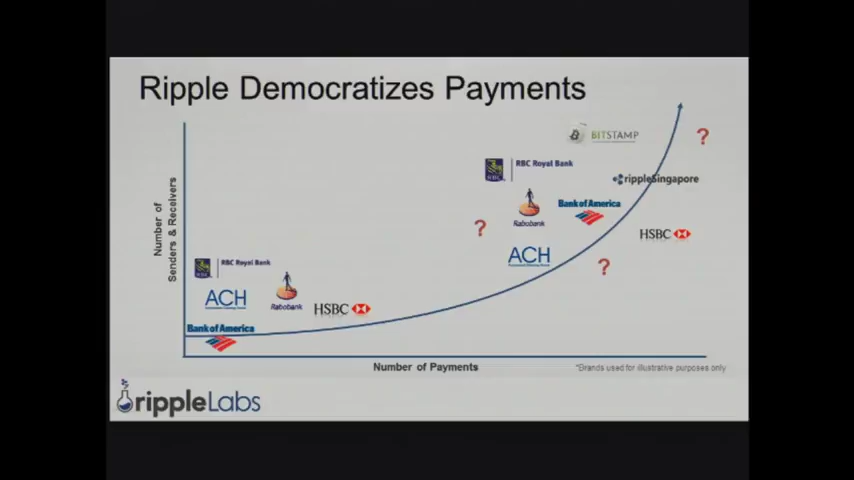 Ripple Democratizes Payments
BITSTAMP
?
RBC Royal Bank
rippleSingapore
Rabobank
Bank of America
?
HSBC
ACH
?
RBC Royal Bank
ACH
Rabobank
HSBC
Bank of America
Number of
Senders & Receivers
Number of Payments
*Brands used for illustrative purposes only
rippleLabs